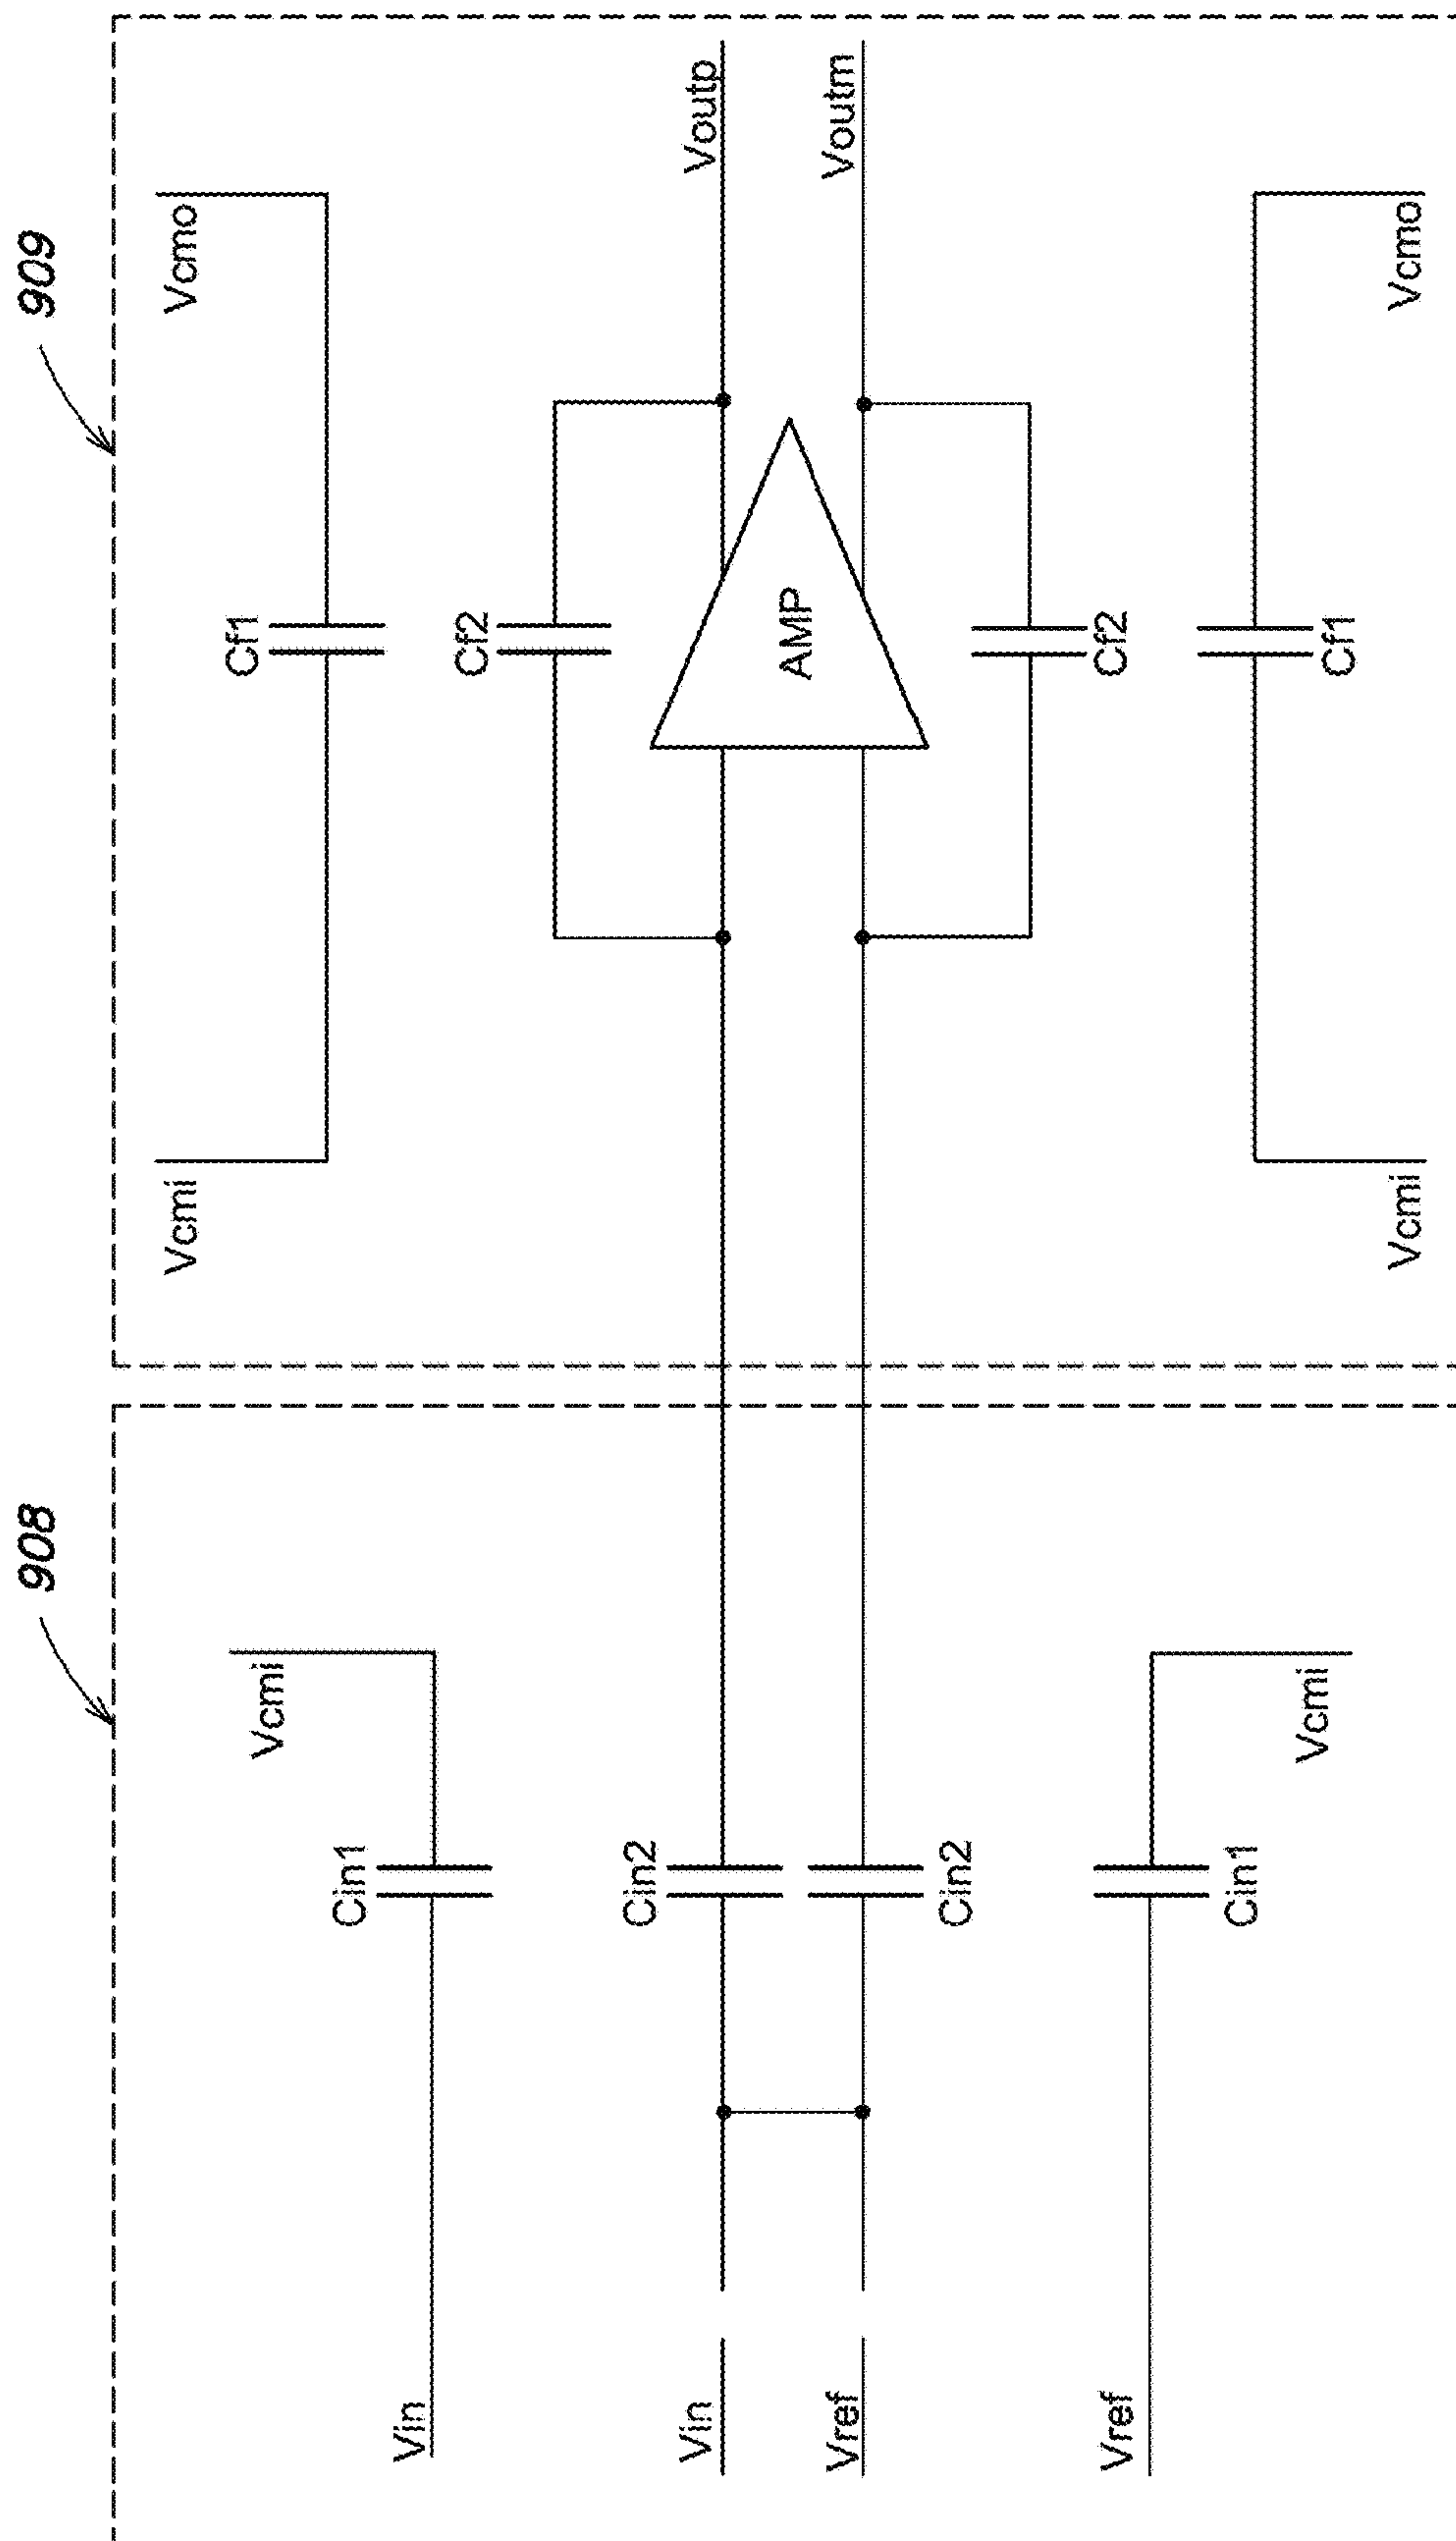 908
909
Vin
Cin1
Vcmi
Vin
Cin2
Vref
Cin2
Vref
Cin1
Vcmi
Vcmi
Cf1
Vcmo
Cf2
AMP
Voutp
Voutm
Cf2
Vcmi
Cf1
Vcmo